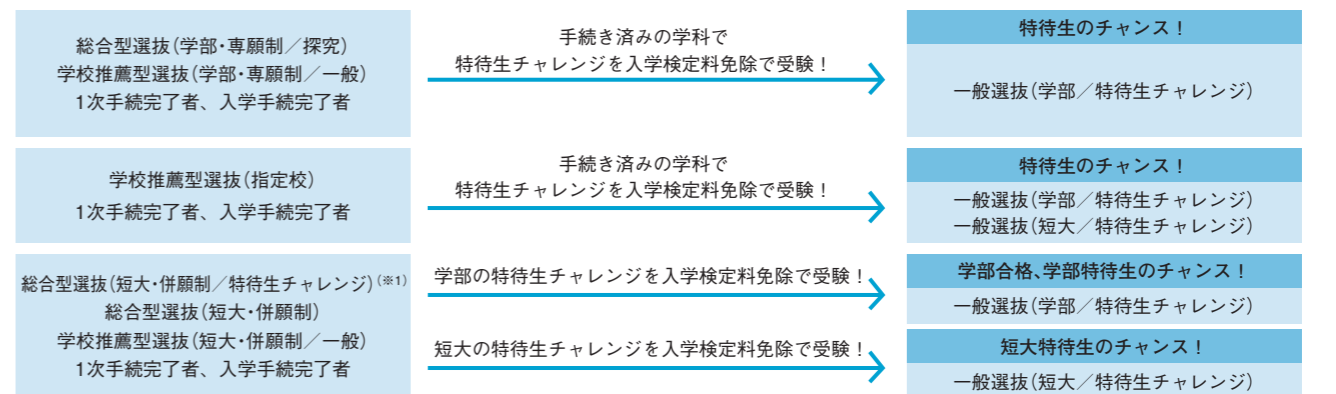 総合型選抜(学部・専願制／探究)
学校推薦型選抜(学部・専願制／一般)
1次手続完了者、入学手続完了者
手続き済みの学科で
特待生チャレンジを入学検定料免除で受験！
特待生のチャンス！
一般選抜(学部／特待生チャレンジ)
学校推薦型選抜(指定校)
1次手続完了者、入学手続完了者
手続き済みの学科で
特待生チャレンジを入学検定料免除で受験！
特待生のチャンス！
一般選抜(学部／特待生チャレンジ)
一般選抜(短大／特待生チャレンジ)
総合型選抜(短大・併願制／特待生チャレンジ)(※1)
総合型選抜(短大・併願制)
学校推薦型選抜(短大・併願制／一般)
1次手続完了者、入学手続完了者
学部の特待生チャレンジを入学検定料免除で受験！
学部合格、学部特待生のチャンス！
一般選抜(学部／特待生チャレンジ)
短大の特待生チャレンジを入学検定料免除で受験！
短大特待生のチャンス！
一般選抜(短大／特待生チャレンジ)